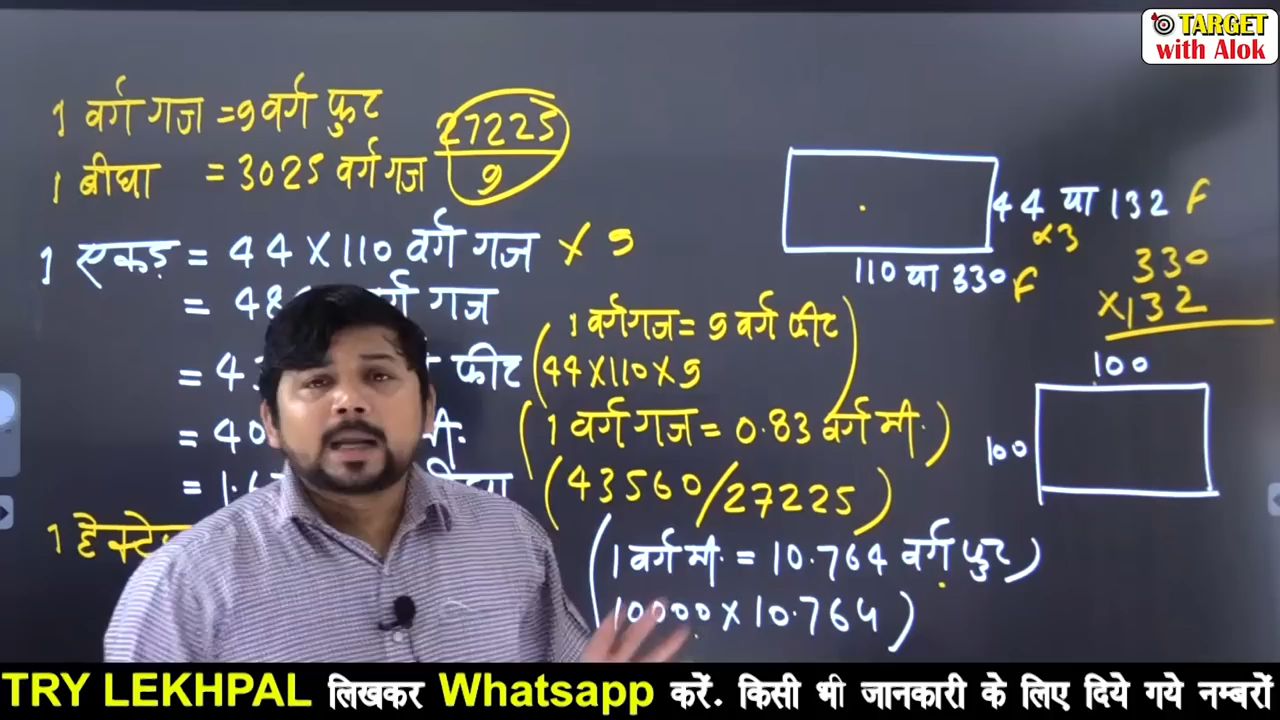 TARGET
with Alok
1 वर्ग गज = 9 वर्ग फुट
1 बीघा = 3025 वर्ग गज 27225/9
1 एकड़ = 44 X 110 वर्ग गज X 9
= 48 वर्ग गज
= 43 फीट
(1 वर्ग गज = 9 वर्ग फीट
44 X 110 X 9)
= 40 मी.
(1 वर्ग गज = 0.83 वर्ग मी.)
= 1.6
(43560/27225)
1 हेक्टे
(1 वर्ग मी. = 10.764 वर्ग फुट)
10000 X 10.764)
44 या 132 F
X3
110 या 330 F
330
X132
100
100
TRY LEKHPAL लिखकर Whatsapp करें. किसी भी जानकारी के लिए दिये गये नम्बरों